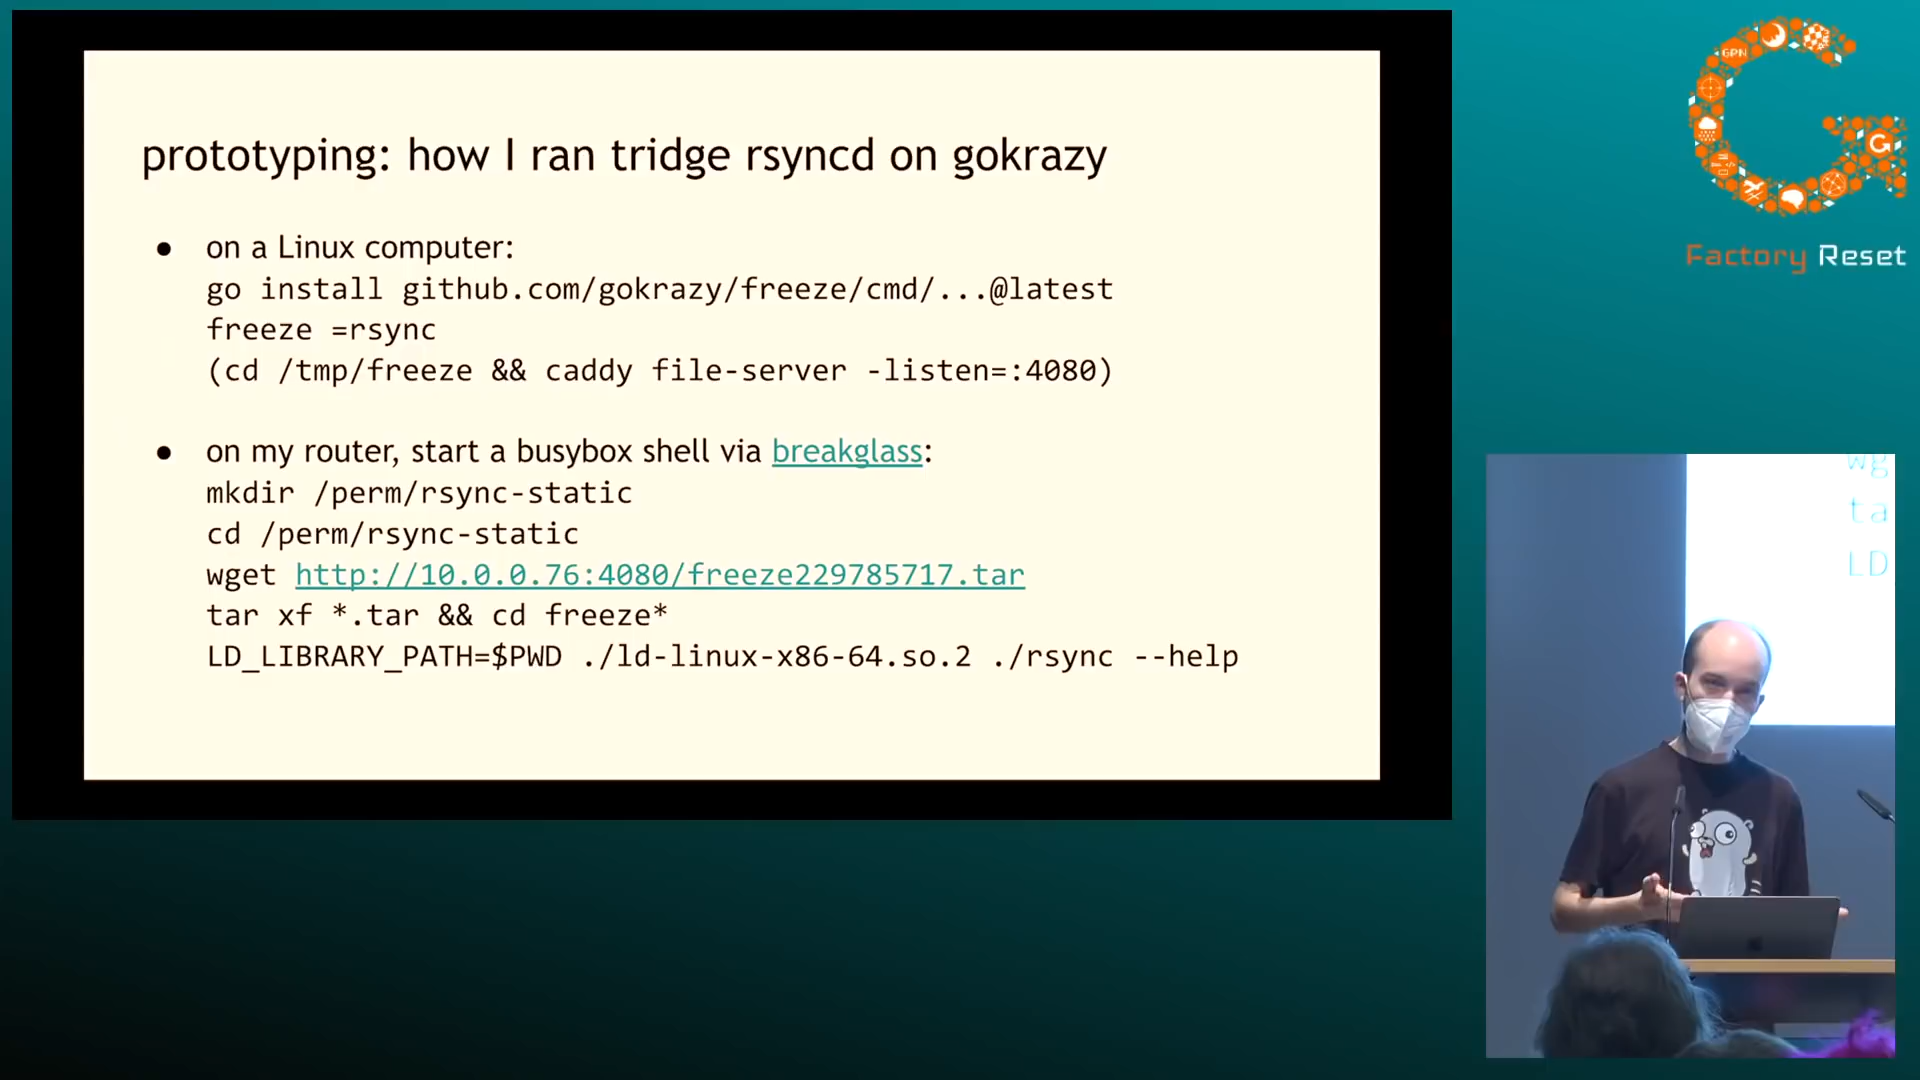 prototyping: how I ran tridge rsyncd on gokrazy
● on a Linux computer:
go install github.com/gokrazy/freeze/cmd/...@latest
freeze =rsync
(cd /tmp/freeze && caddy file-server -listen=:4080)
● on my router, start a busybox shell via breakglass:
mkdir /perm/rsync-static
cd /perm/rsync-static
wget http://10.0.0.76:4080/freeze229785717.tar
tar xf *.tar && cd freeze*
LD_LIBRARY_PATH=$PWD ./ld-linux-x86-64.so.2 ./rsync --help
GPN
Factory Reset
wg
ta
LD